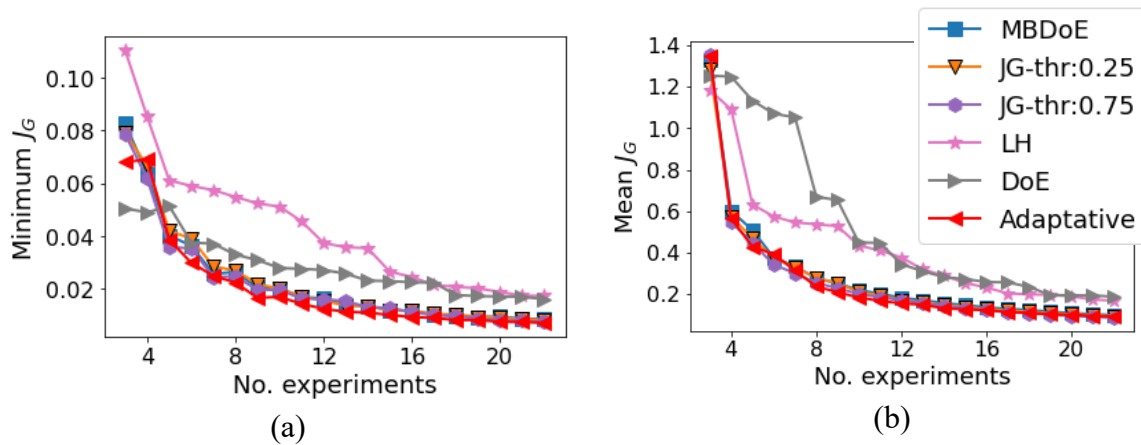 0.10
0.08
0.06
0.04
0.02
Minimum J_G
4 8 12 16 20
No. experiments
(a)
1.4
1.2
1.0
0.8
0.6
0.4
0.2
Mean J_G
4 8 12 16 20
No. experiments
(b)
MBDoE
JG-thr:0.25
JG-thr:0.75
LH
DoE
Adaptative